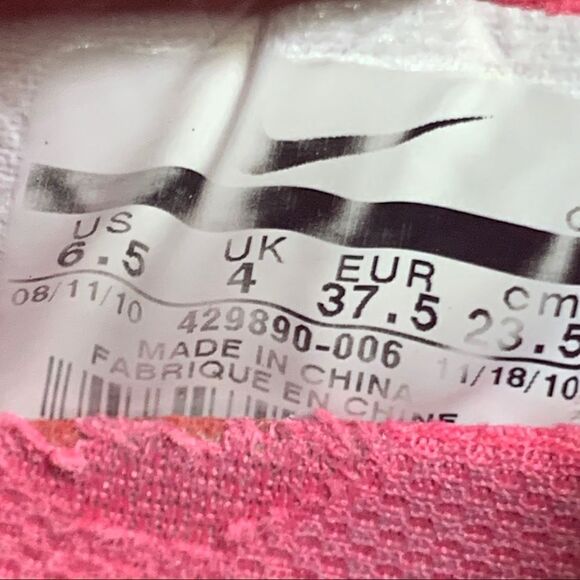 US UK EUR cm
6.5 4 37.5 23.5
08/11/10 429890-006 11/18/10
MADE IN CHINA
FABRIQUE EN CHINE